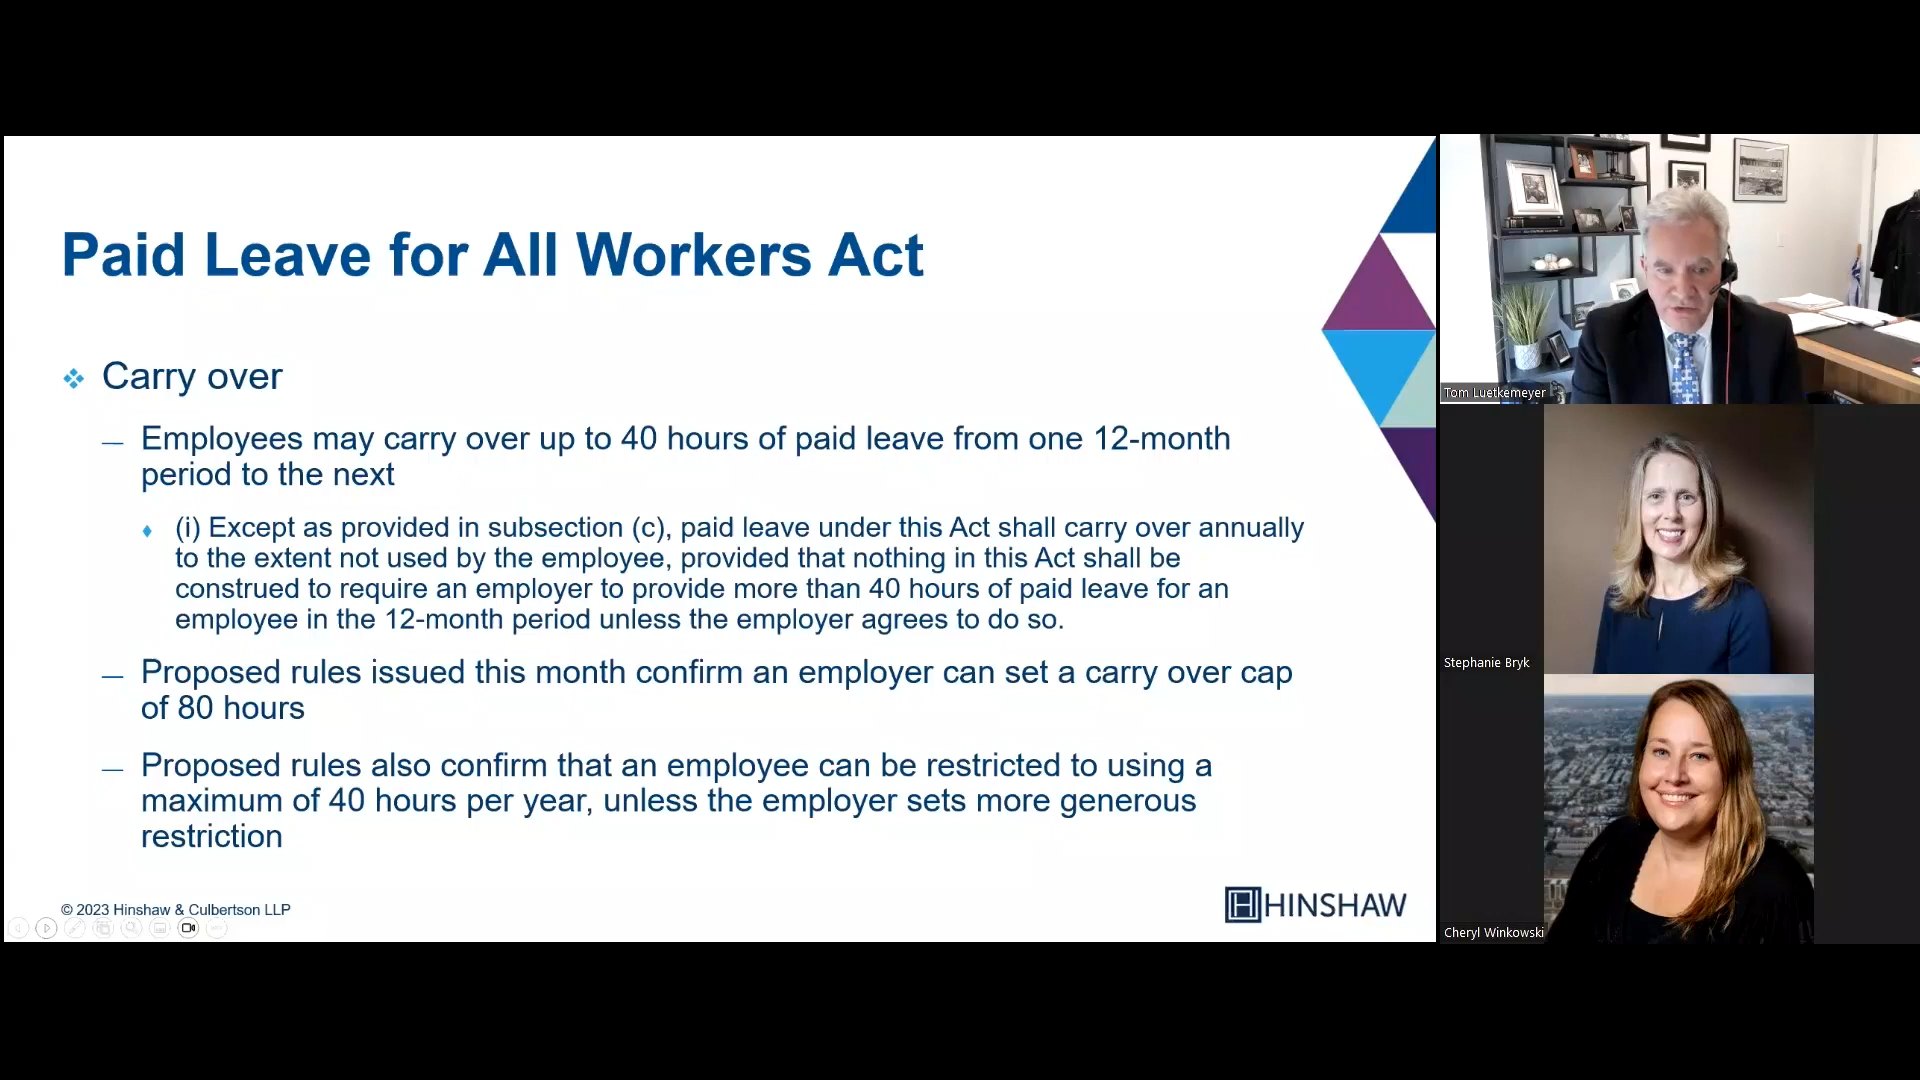 Paid Leave for All Workers Act
Carry over
Employees may carry over up to 40 hours of paid leave from one 12-month
period to the next
(i) Except as provided in subsection (c), paid leave under this Act shall carry over annually
to the extent not used by the employee, provided that nothing in this Act shall be
construed to require an employer to provide more than 40 hours of paid leave for an
employee in the 12-month period unless the employer agrees to do so.
Proposed rules issued this month confirm an employer can set a carry over cap
of 80 hours
Proposed rules also confirm that an employee can be restricted to using a
maximum of 40 hours per year, unless the employer sets more generous
restriction
© 2023 Hinshaw & Culbertson LLP
HINSHAW
Tom Luetkemeyer
Stephanie Bryk
Cheryl Winkowski